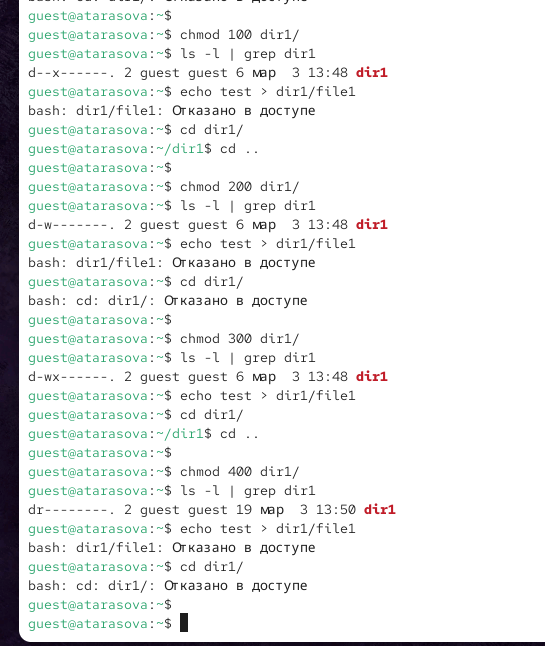 guest@atarasova:~$
guest@atarasova:~$ chmod 100 dir1/
guest@atarasova:~$ ls -l | grep dir1
d--x------. 2 guest guest 6 мар  3 13:48 dir1
guest@atarasova:~$ echo test > dir1/file1
bash: dir1/file1: Отказано в доступе
guest@atarasova:~$ cd dir1/
guest@atarasova:~/dir1$ cd ..
guest@atarasova:~$
guest@atarasova:~$ chmod 200 dir1/
guest@atarasova:~$ ls -l | grep dir1
d-w-------. 2 guest guest 6 мар  3 13:48 dir1
guest@atarasova:~$ echo test > dir1/file1
bash: dir1/file1: Отказано в доступе
guest@atarasova:~$ cd dir1/
bash: cd: dir1/: Отказано в доступе
guest@atarasova:~$
guest@atarasova:~$ chmod 300 dir1/
guest@atarasova:~$ ls -l | grep dir1
d-wx------. 2 guest guest 6 мар  3 13:48 dir1
guest@atarasova:~$ echo test > dir1/file1
guest@atarasova:~$ cd dir1/
guest@atarasova:~/dir1$ cd ..
guest@atarasova:~$
guest@atarasova:~$ chmod 400 dir1/
guest@atarasova:~$ ls -l | grep dir1
dr--------. 2 guest guest 19 мар  3 13:50 dir1
guest@atarasova:~$ echo test > dir1/file1
bash: dir1/file1: Отказано в доступе
guest@atarasova:~$ cd dir1/
bash: cd: dir1/: Отказано в доступе
guest@atarasova:~$
guest@atarasova:~$